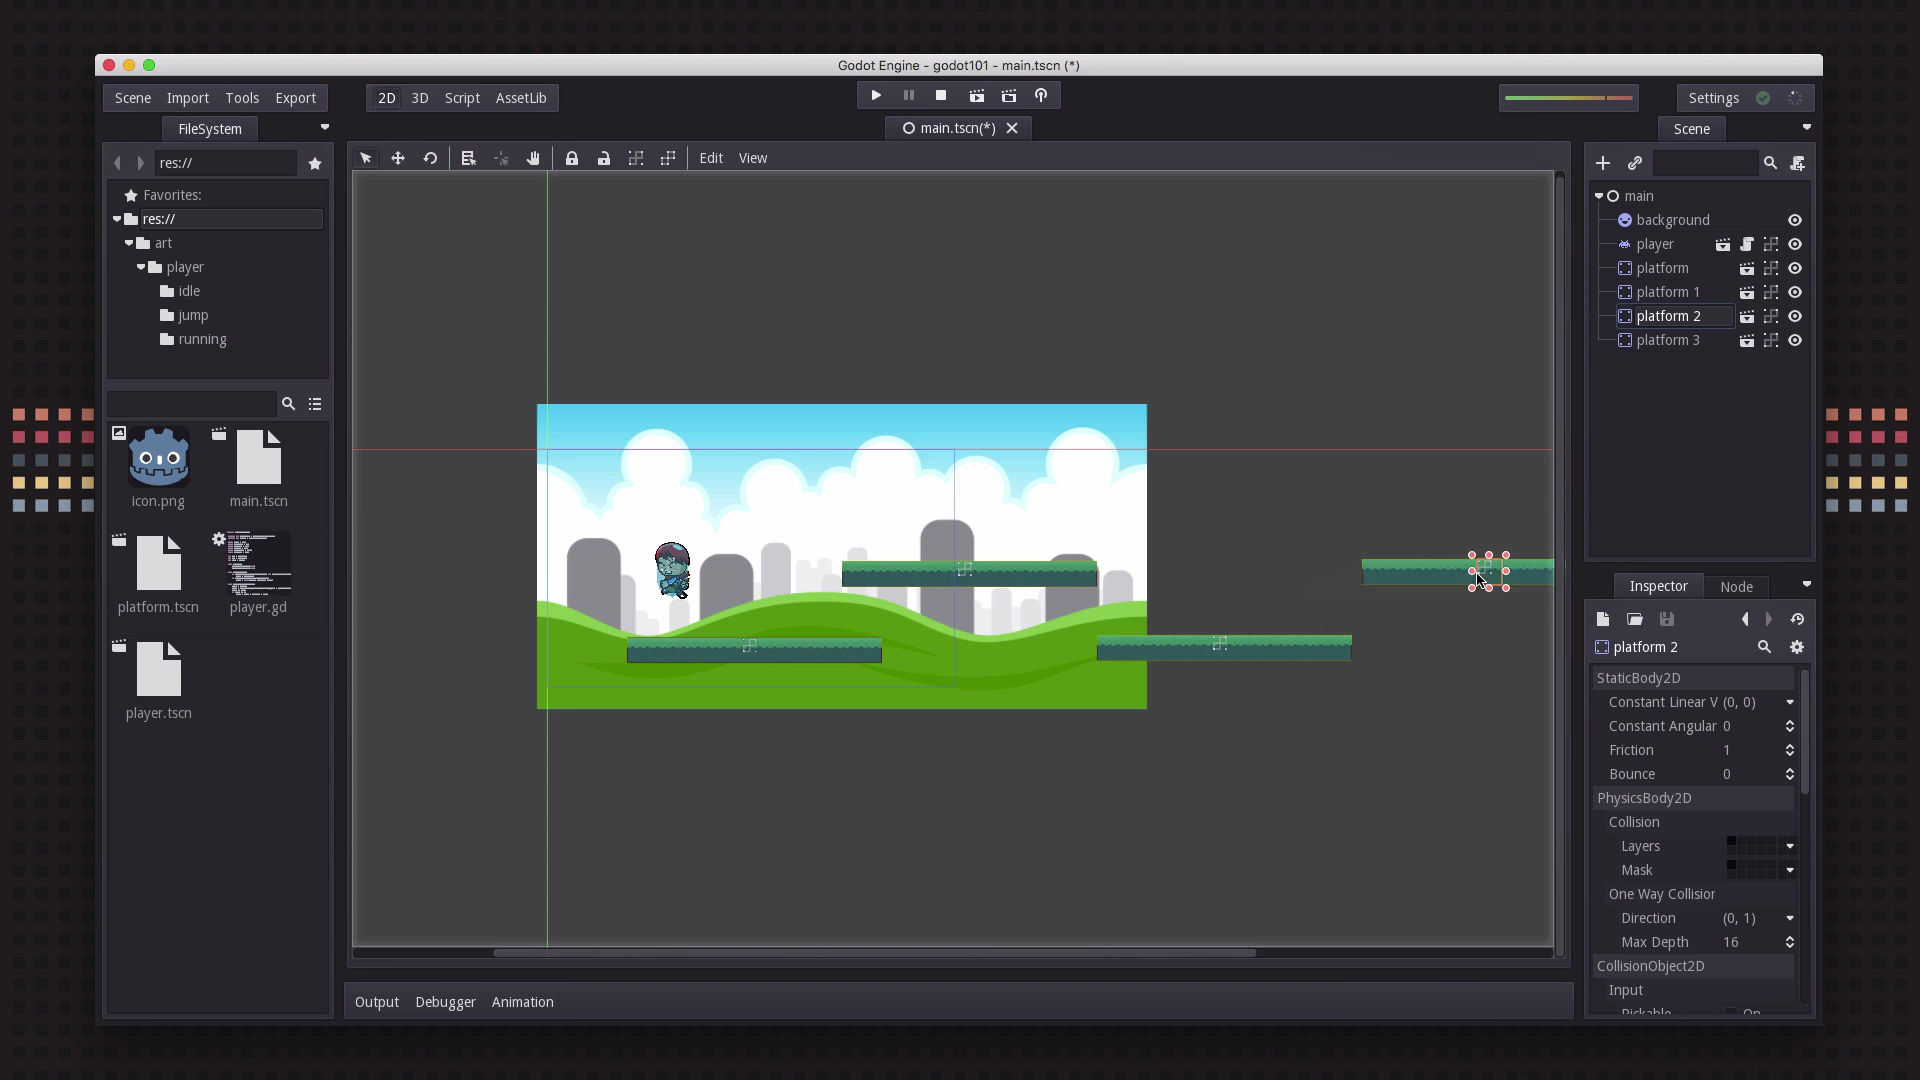 Godot Engine - godot101 - main.tscn (*)
Scene Import Tools Export
2D 3D Script AssetLib
Settings
FileSystem
main.tscn(*)
Scene
res://
Edit View
Favorites:
res://
art
player
idle
jump
running
icon.png
main.tscn
platform.tscn
player.gd
player.tscn
main
background
player
platform
platform 1
platform 2
platform 3
Inspector
Node
platform 2
StaticBody2D
Constant Linear V (0, 0)
Constant Angular 0
Friction 1
Bounce 0
PhysicsBody2D
Collision
Layers
Mask
One Way Collision
Direction (0, 1)
Max Depth 16
CollisionObject2D
Input
Pickable On
Output Debugger Animation